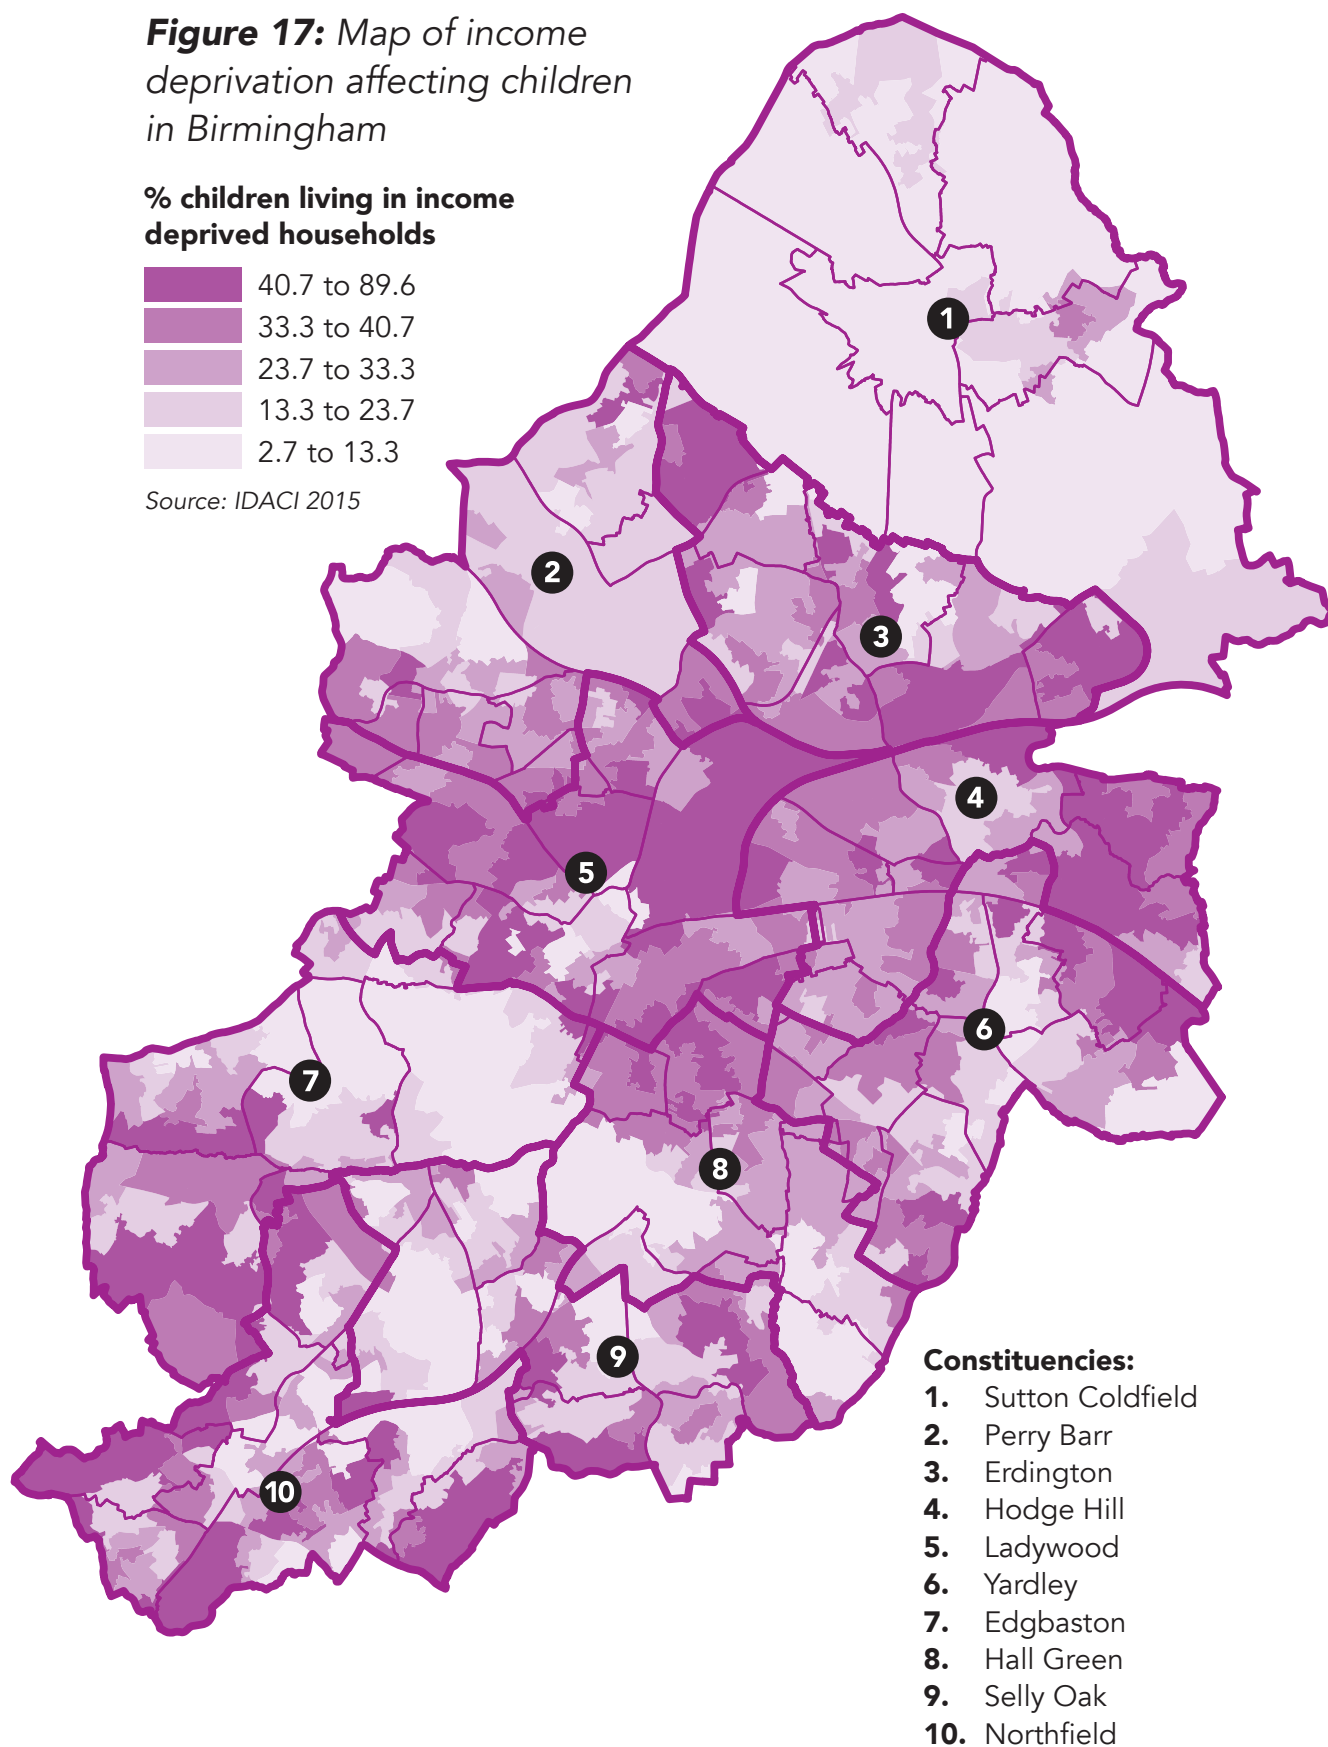 Figure 17: Map of income
deprivation affecting children
in Birmingham
% children living in income
deprived households
40.7 to 89.6
33.3 to 40.7
23.7 to 33.3
13.3 to 23.7
2.7 to 13.3
Source: IDACI 2015
1
2
3
4
5
6
7
8
9
10
Constituencies:
1. Sutton Coldfield
2. Perry Barr
3. Erdington
4. Hodge Hill
5. Ladywood
6. Yardley
7. Edgbaston
8. Hall Green
9. Selly Oak
10. Northfield